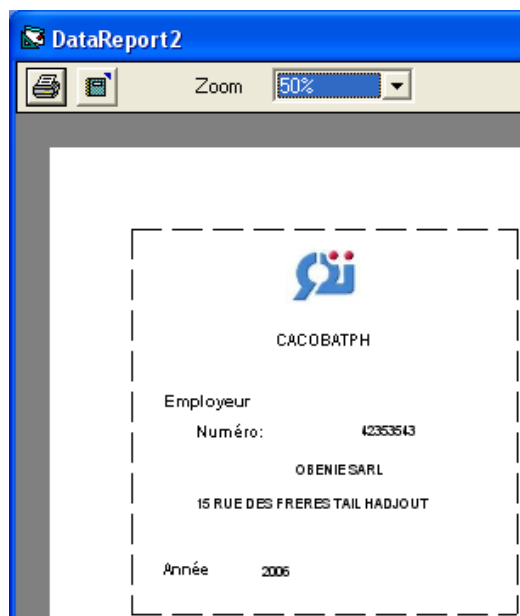 DataReport2
Zoom 50%
CACOBATPH
Employeur
Numéro: 42353543
OBENIE SARL
15 RUE DES FRERES TAIL HADJOUT
Année 2006